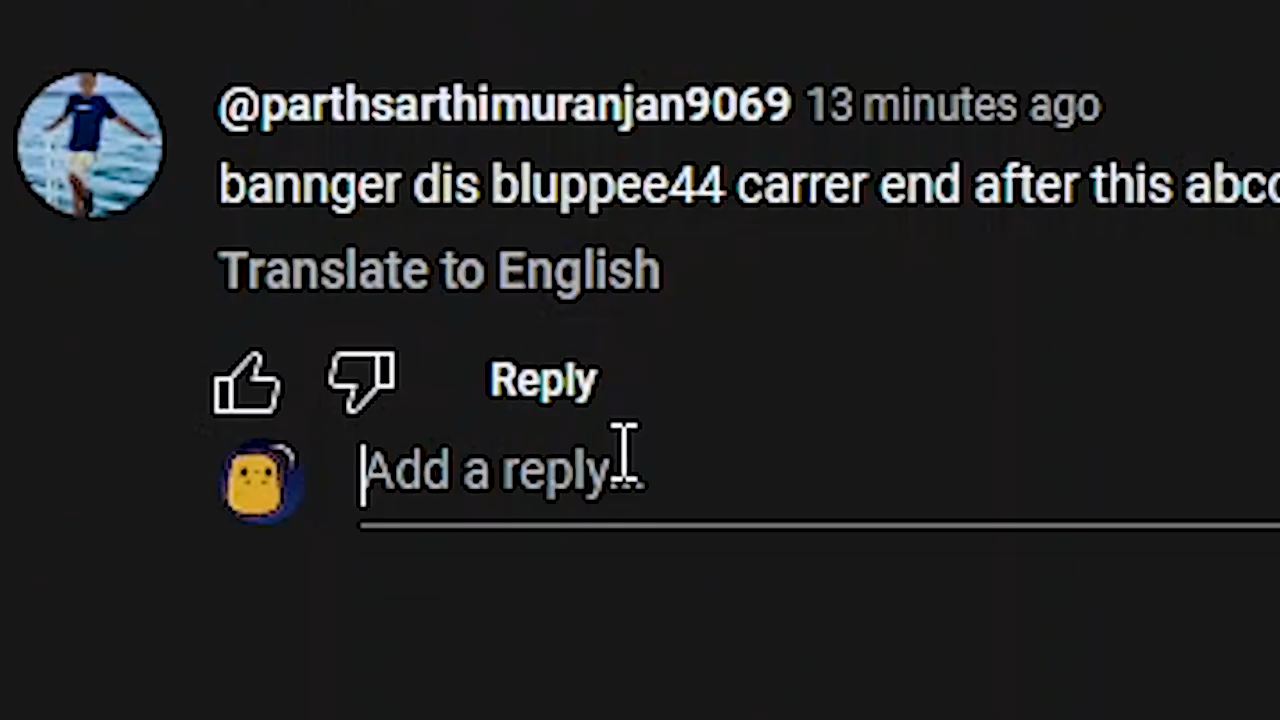 @parthsarthimuranjan9069 13 minutes ago
bannger dis bluppee44 carrer end after this
Translate to English
Reply
Add a reply...